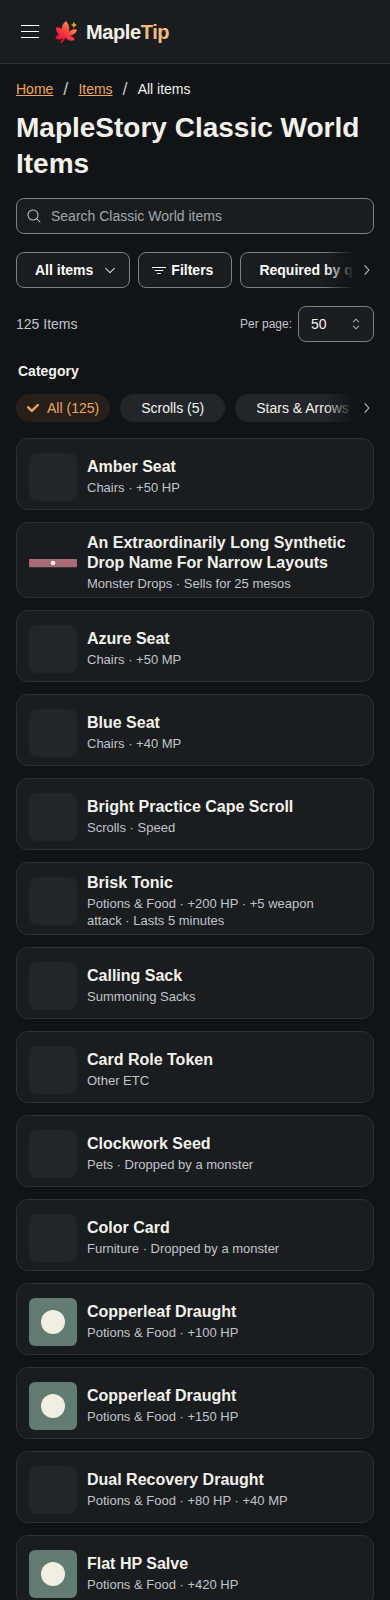 MapleTip
Home / Items / All items
MapleStory Classic World
Items
Search Classic World items
All items
Filters
Required by q
125 Items
Per page: 50
Category
All (125)
Scrolls (5)
Stars & Arrows
Amber Seat
Chairs · +50 HP
An Extraordinarily Long Synthetic
Drop Name For Narrow Layouts
Monster Drops · Sells for 25 mesos
Azure Seat
Chairs · +50 MP
Blue Seat
Chairs · +40 MP
Bright Practice Cape Scroll
Scrolls · Speed
Brisk Tonic
Potions & Food · +200 HP · +5 weapon
attack · Lasts 5 minutes
Calling Sack
Summoning Sacks
Card Role Token
Other ETC
Clockwork Seed
Pets · Dropped by a monster
Color Card
Furniture · Dropped by a monster
Copperleaf Draught
Potions & Food · +100 HP
Copperleaf Draught
Potions & Food · +150 HP
Dual Recovery Draught
Potions & Food · +80 HP · +40 MP
Flat HP Salve
Potions & Food · +420 HP